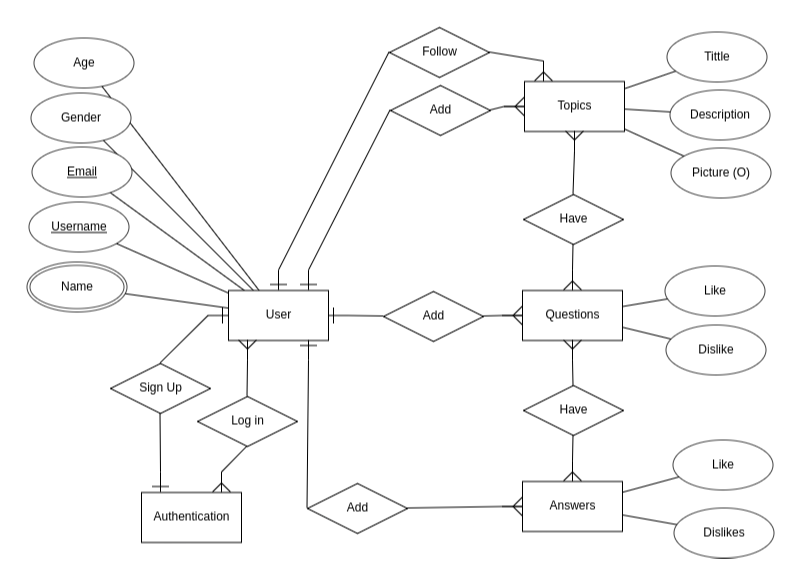 Follow
Age
Tittle
Topics
Add
Gender
Description
Email
Picture (O)
Have
Username
Name
Like
User
Add
Questions
Dislike
Sign Up
Have
Log in
Like
Answers
Add
Authentication
Dislikes